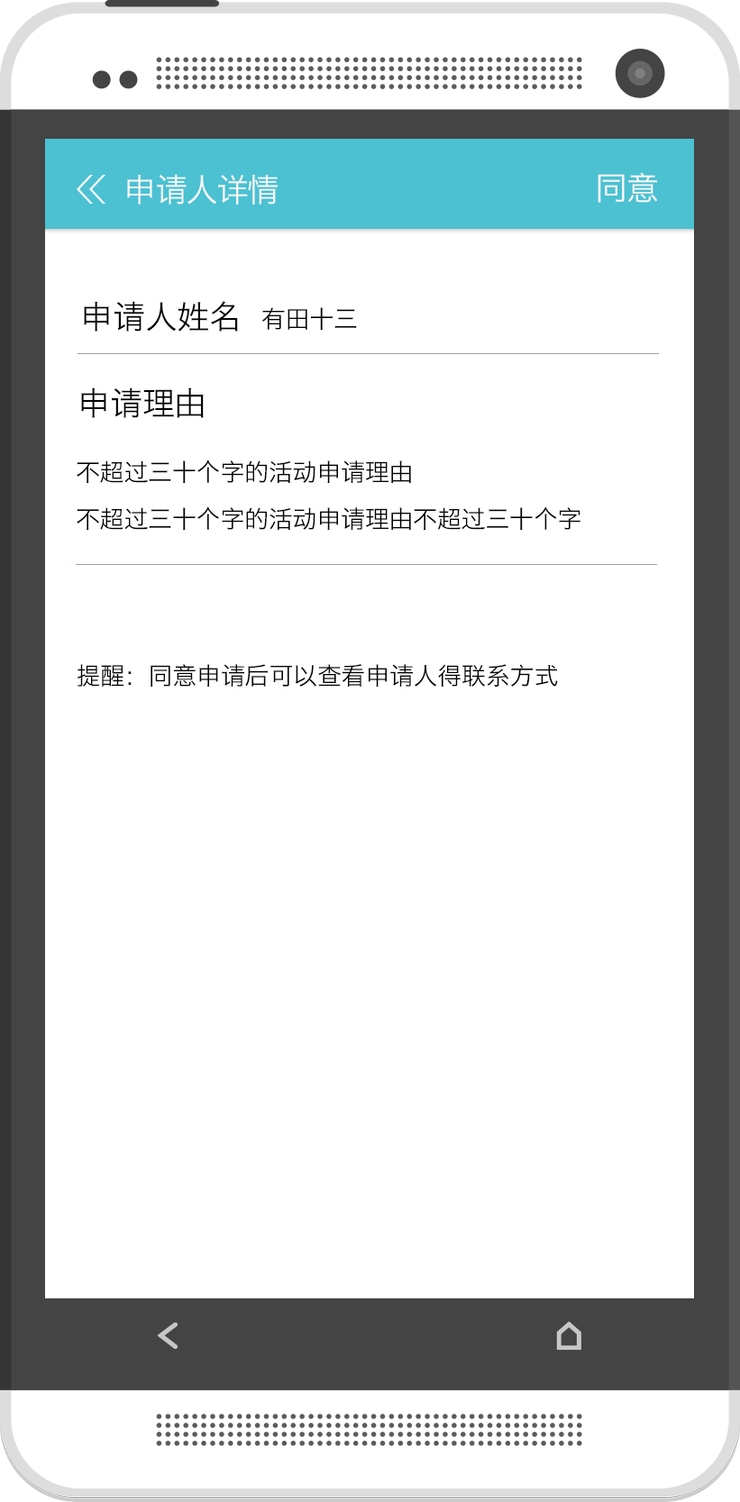 申请人详情 同意
申请人姓名 有田十三
申请理由
不超过三十个字的活动申请理由
不超过三十个字的活动申请理由不超过三十个字
提醒：同意申请后可以查看申请人得联系方式